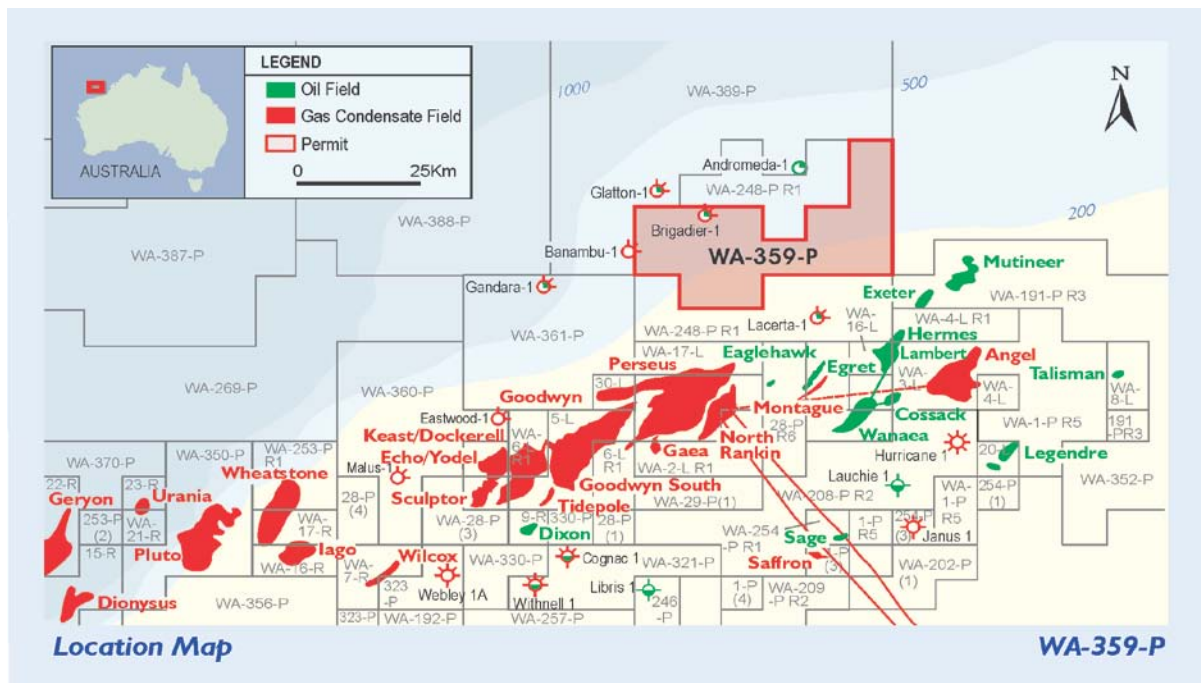 LEGEND
Oil Field
Gas Condensate Field
Permit
0 25Km
AUSTRALIA
N
1000
500
200
WA-389-P
Andromeda-1
Glatton-1
WA-248-P R1
WA-388-P
Brigadier-1
WA-387-P
Banambu-1
WA-359-P
Mutineer
Gandara-1
Exeter
WA-191-P R3
Lacerta-1
WA-
16-L
WA-4-L R1
WA-361-P
WA-248-P R1
Hermes
WA-17-L
Eaglehawk
Lambert
Angel
Perseus
Egret
WA-269-P
WA-360-P
30-L
WA-
3-L
WA-
4-L
Talisman
WA-
8-L
Goodwyn
Montague
Cossack
Eastwood-1
5-L
28-P
R6
Wanaea
WA-1-P R5
191
-PR3
Keast/Dockerell
WA-
6-L
R1
North
Rankin
Hurricane 1
20-L
WA-253-P
R1
Echo/Yodel
6-L
R1
Gaea
Legendre
WA-370-P
WA-350-P
Malus-1
WA-2-L R1
Wheatstone
Goodwyn South
Lauchie 1
WA-352-P
22-R
23-R
Urania
Sculptor
Tidepole
WA-29-P(1)
WA-208-P R2
WA-
1-P
R5
254-P
(1)
Geryon
28-P
(4)
253-P
(2)
WA-
21-R
WA-
17-R
WA-28-P
(3)
9-R
330-P
28-P
(1)
WA-254
-P R1
1-P
R5
254-P
(3)
Janus 1
Dixon
Sage
15-R
Pluto
Iago
WA-16-R
WA-
7-R
Wilcox
WA-330-P
Cognac 1
WA-321-P
Saffron
1-P
(3)
WA-202-P
(1)
Dionysus
WA-356-P
323
-P
Webley 1A
Withnell 1
Libris 1
1-P
(4)
WA-209
-P R2
246
-P
323-P
WA-192-P
WA-257-P
Location Map
WA-359-P